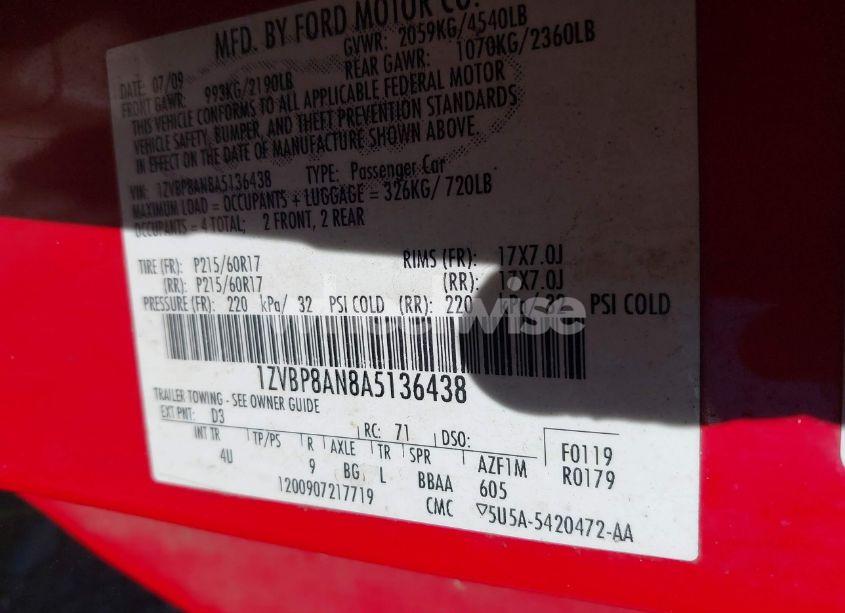 MFD. BY FORD MOTOR CO.
DATE: 07/09 GVWR: 2059KG/4540LB
FRONT GAWR: 993KG/2190LB REAR GAWR: 1070KG/2360LB
THIS VEHICLE CONFORMS TO ALL APPLICABLE FEDERAL MOTOR
VEHICLE SAFETY, BUMPER, AND THEFT PREVENTION STANDARDS
IN EFFECT ON THE DATE OF MANUFACTURE SHOWN ABOVE
VIN: 1ZVBP8AN8A5136438 TYPE: Passenger Car
MAXIMUM LOAD = OCCUPANTS + LUGGAGE = 326KG/720LB
OCCUPANTS = 4 TOTAL; 2 FRONT, 2 REAR
TIRE (FR): P215/60R17 RIMS (FR): 17X7.0J
(RR): P215/60R17 (RR): 17X7.0J
PRESSURE (FR): 220 kPa/ 32 PSI COLD (RR): 220 kPa/ 32 PSI COLD
1ZVBP8AN8A5136438
TRAILER TOWING - SEE OWNER GUIDE
EXT PNT: D3 RC: 71 DSO: F0119
INT TR TP/PS R AXLE TR SPR AZF1M R0179
4U 9 BG L BBAA 605
1200907217719 CMC ▽5U5A-5420472-AA